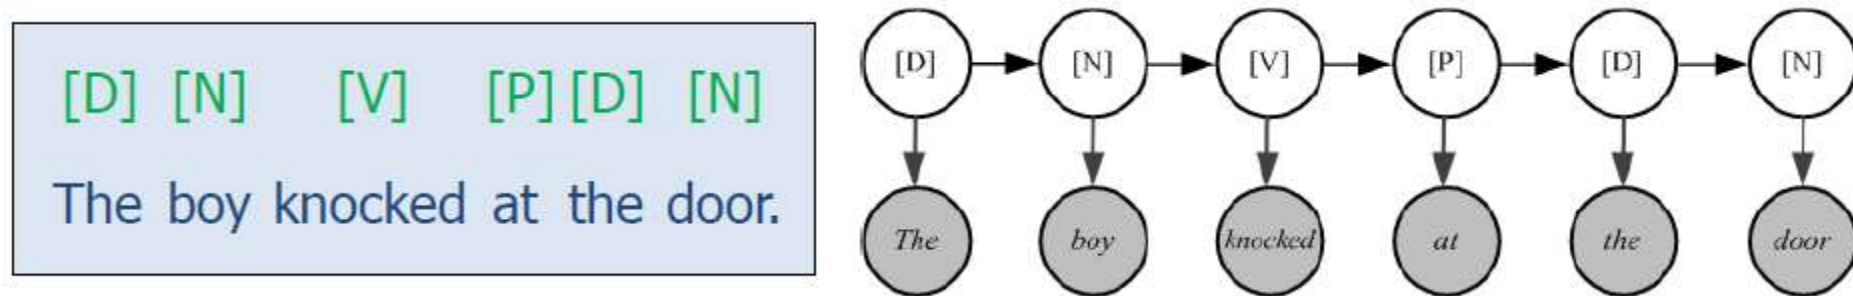 [D] [N] [V] [P] [D] [N]
The boy knocked at the door.
[D] [N] [V] [P] [D] [N]
The boy knocked at the door